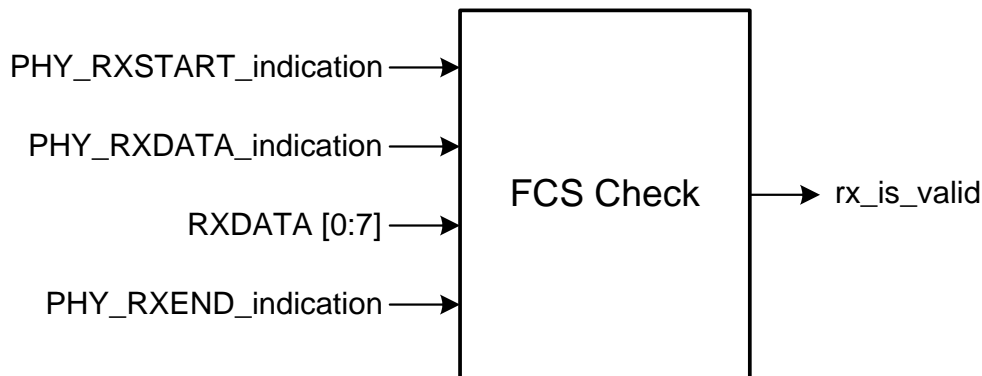 PHY_RXSTART_indication
PHY_RXDATA_indication
RXDATA [0:7]
PHY_RXEND_indication
FCS Check
rx_is_valid